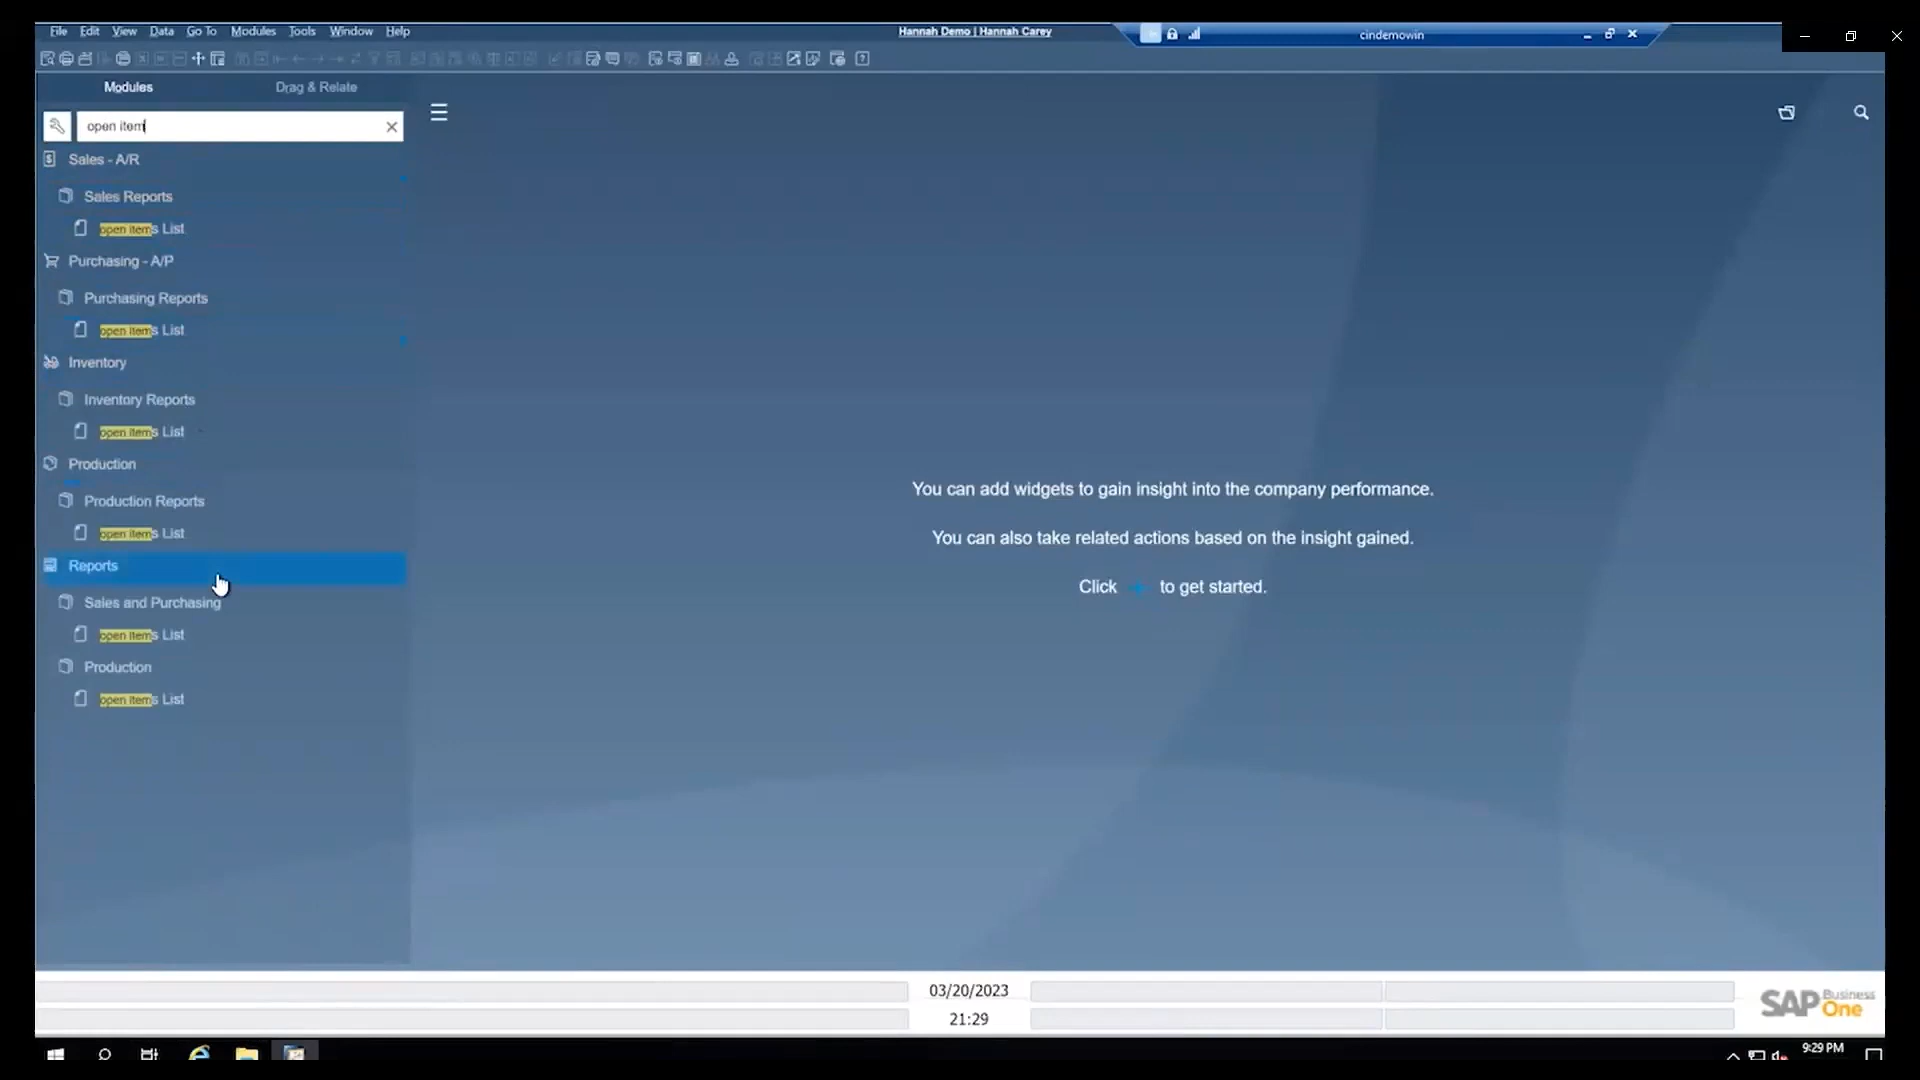 File Edit View Data Go To Modules Tools Window Help
Hannah Demo | Hannah Carey
cindemowin
Modules
Drag & Relate
open item
Sales - A/R
Sales Reports
open items List
Purchasing - A/P
Purchasing Reports
open items List
Inventory
Inventory Reports
open items List
Production
Production Reports
open items List
Reports
Sales and Purchasing
open items List
Production
open items List
You can add widgets to gain insight into the company performance.
You can also take related actions based on the insight gained.
Click + to get started.
03/20/2023
21:29
SAP Business One
9:29 PM